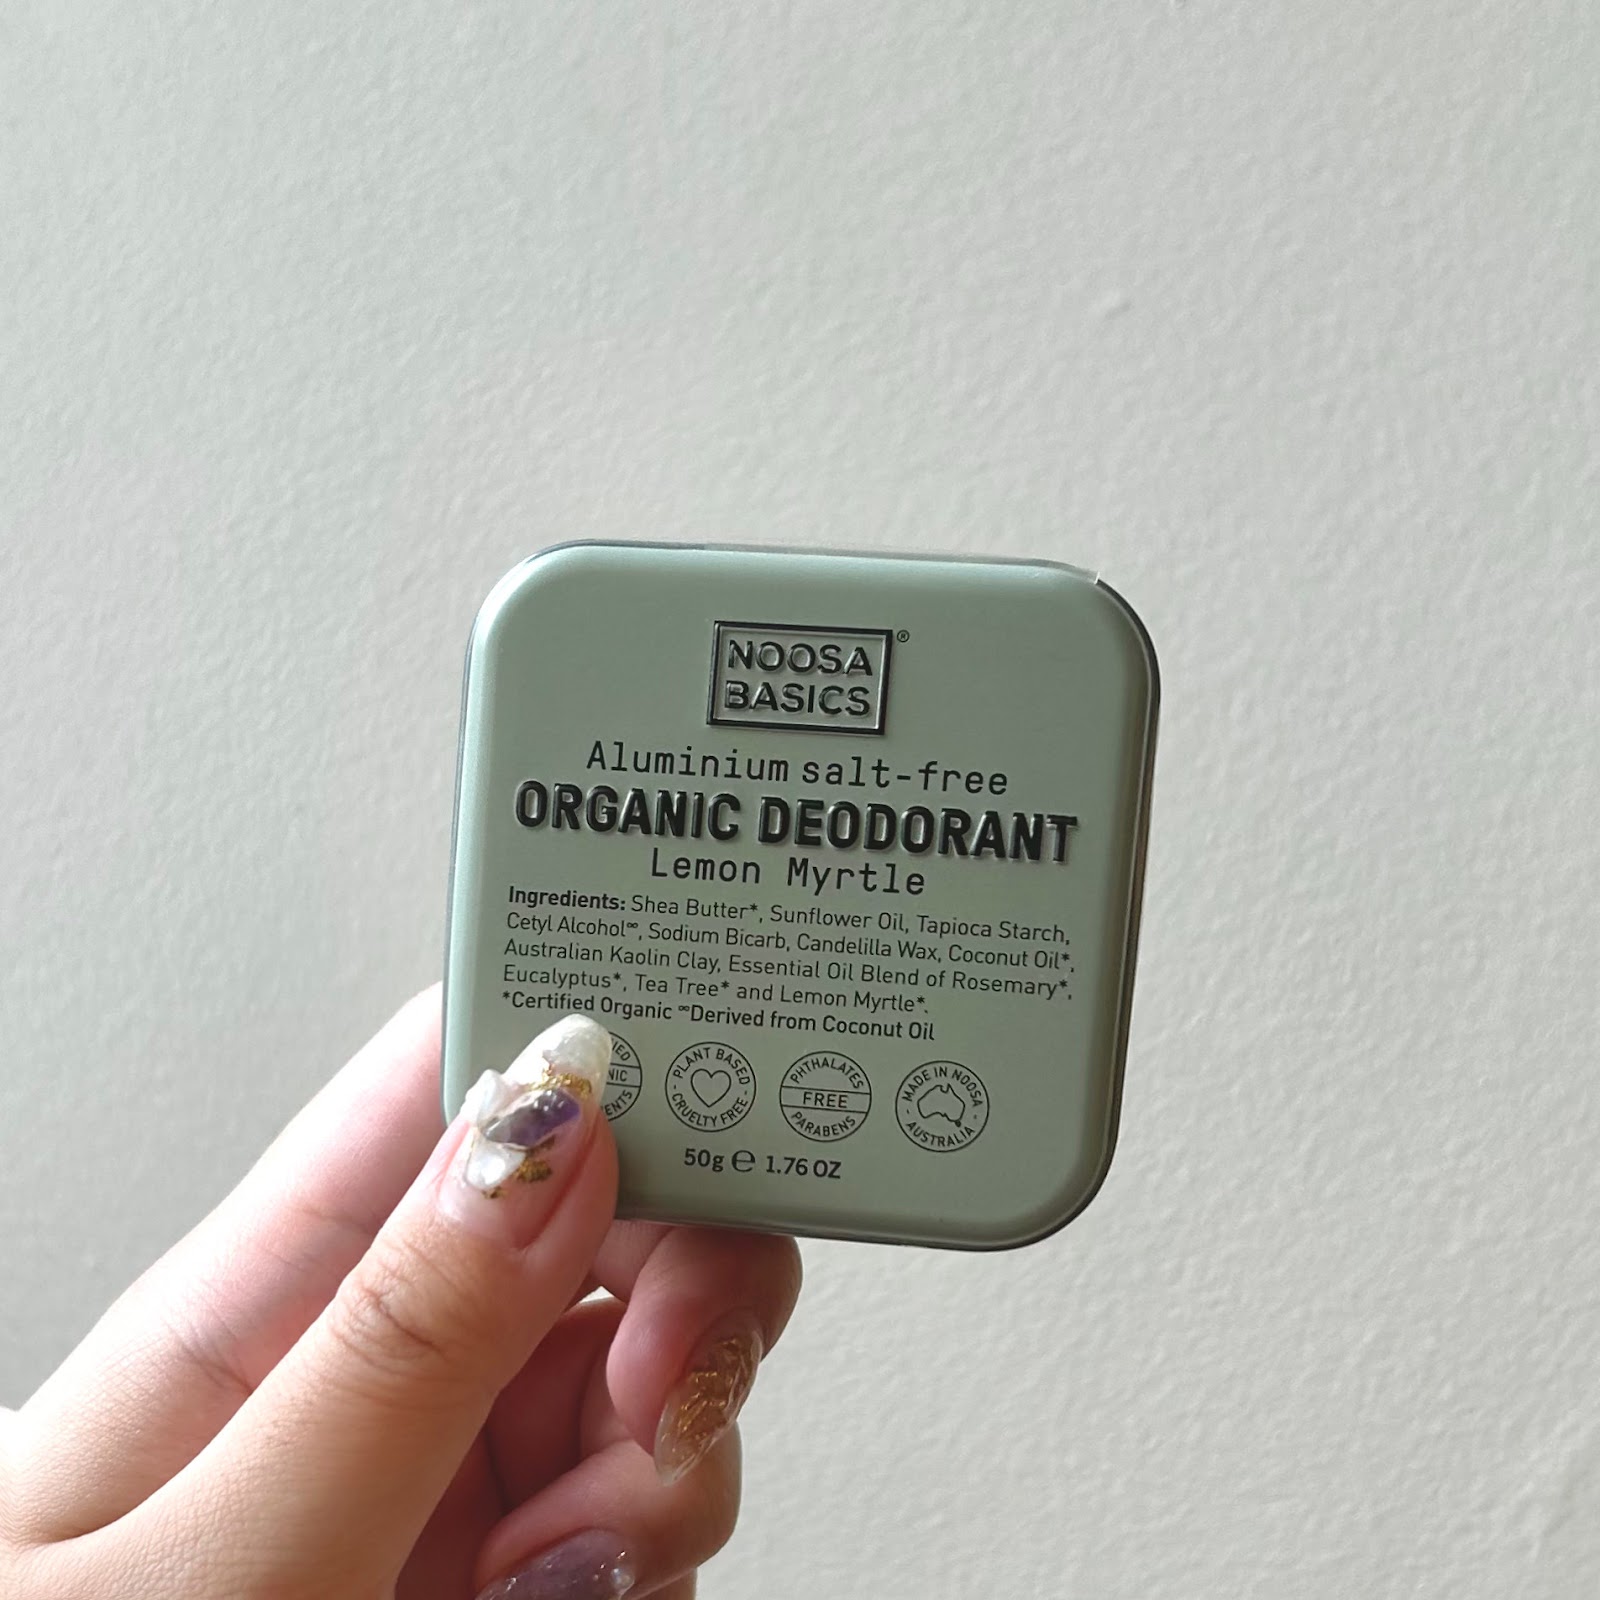 NOOSA
BASICS®
Aluminium salt-free
ORGANIC DEODORANT
Lemon Myrtle
Ingredients: Shea Butter*, Sunflower Oil, Tapioca Starch,
Cetyl Alcohol∞, Sodium Bicarb, Candelilla Wax, Coconut Oil*,
Australian Kaolin Clay, Essential Oil Blend of Rosemary*,
Eucalyptus*, Tea Tree* and Lemon Myrtle*.
*Certified Organic ∞Derived from Coconut Oil
PLANT BASED
- CRUELTY FREE -
PHTHALATES
FREE
PARABENS
MADE IN NOOSA
- AUSTRALIA -
50g ℮ 1.76 OZ